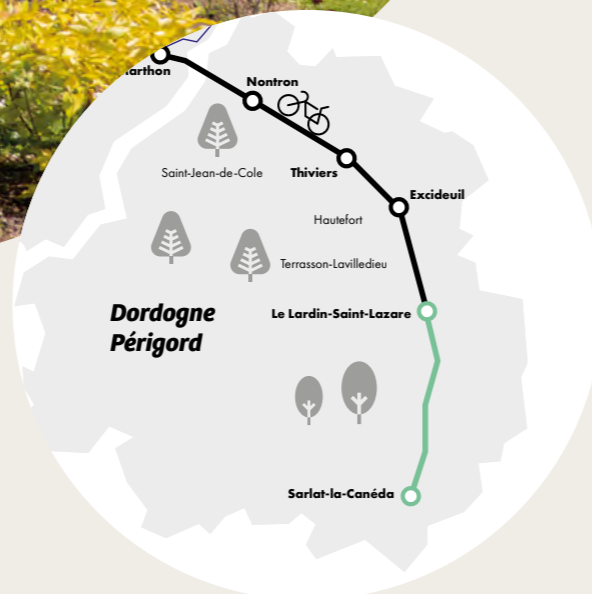 Nontron
Saint-Jean-de-Cole
Thiviers
Excideuil
Hautefort
Terrasson-Lavilledieu
Dordogne
Périgord
Le Lardin-Saint-Lazare
Sarlat-la-Canéda